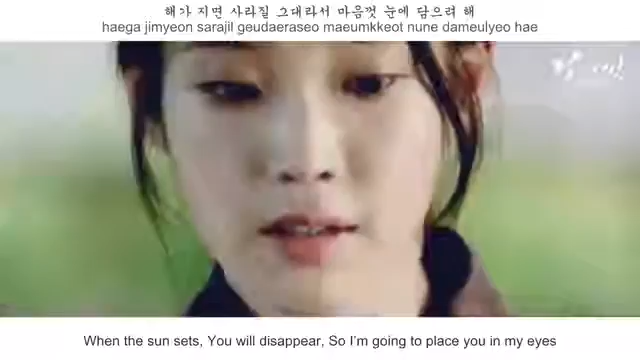 해가 지면 사라질 그대라서 마음껏 눈에 담으려 해
haega jimyeon sarajil geudaeraseo maeumkkeot nune dameulyeo hae
When the sun sets, You will disappear, So I'm going to place you in my eyes